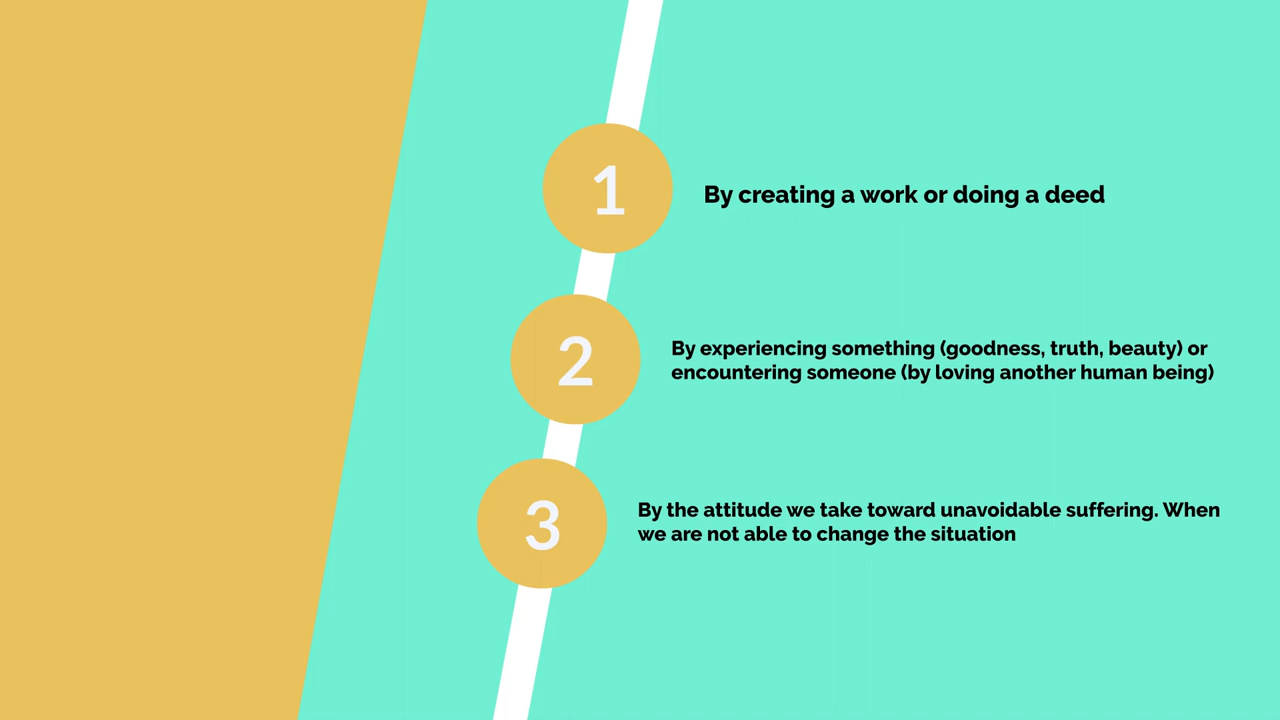 1
By creating a work or doing a deed
2
By experiencing something (goodness, truth, beauty) or
encountering someone (by loving another human being)
3
By the attitude we take toward unavoidable suffering. When
we are not able to change the situation